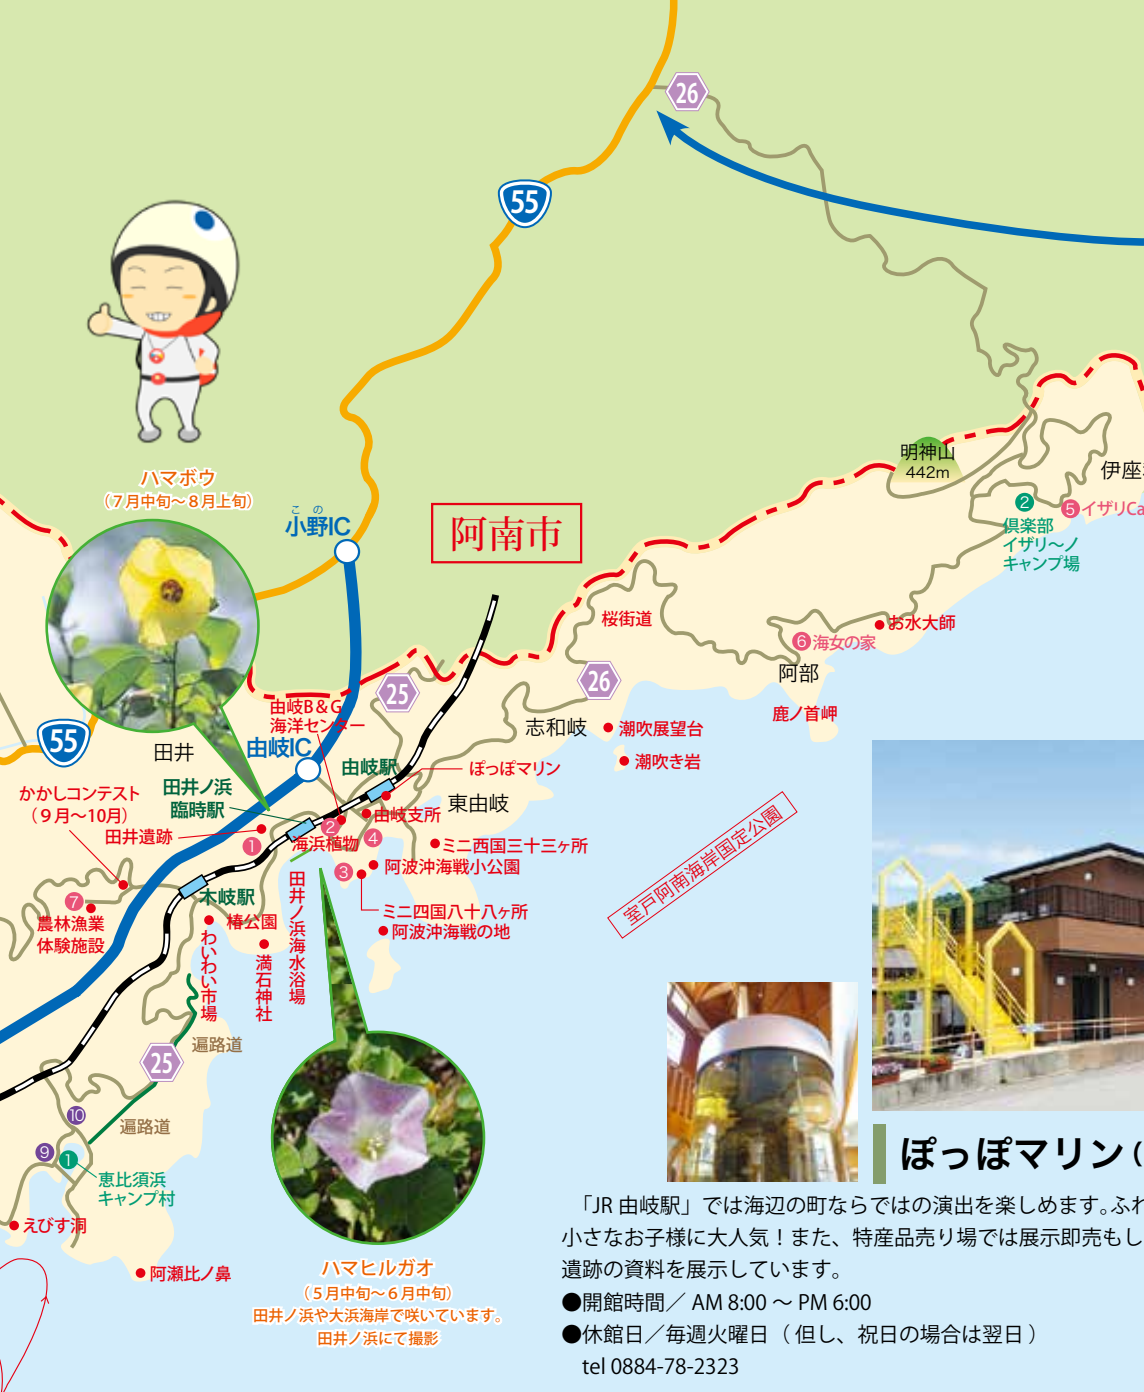 26
55
ハマボウ
（７月中旬～８月上旬）
この
小野IC
阿南市
明神山
442m
伊座
2
倶楽部
イザリ～ノ
キャンプ場
5 イザリCa
桜街道
お水大師
6 海女の家
阿部
鹿ノ首岬
26
25
志和岐
潮吹展望台
潮吹き岩
由岐B＆G
海洋センター
由岐IC
由岐駅
ぽっぽマリン
東由岐
55
田井
田井ノ浜
臨時駅
かかしコンテスト
（９月～10月）
田井遺跡
1
2
海浜植物
由岐支所
4
ミニ西国三十三ヶ所
3
阿波沖海戦小公園
ミニ四国八十八ヶ所
阿波沖海戦の地
室戸阿南海岸国定公園
7
農林漁業
体験施設
木岐駅
椿公園
わいわい市場
満石神社
田井ノ浜海水浴場
遍路道
25
遍路道
10
9
1
恵比須浜
キャンプ村
えびす洞
阿瀬比ノ鼻
ハマヒルガオ
（５月中旬～６月中旬）
田井ノ浜や大浜海岸で咲いています。
田井ノ浜にて撮影
ぽっぽマリン（
「JR 由岐駅」では海辺の町ならではの演出を楽しめます。ふれ
小さなお子様に大人気！また、特産品売り場では展示即売もし
遺跡の資料を展示しています。
●開館時間／ AM 8:00 ～ PM 6:00
●休館日／毎週火曜日（ 但し、祝日の場合は翌日 ）
tel 0884-78-2323